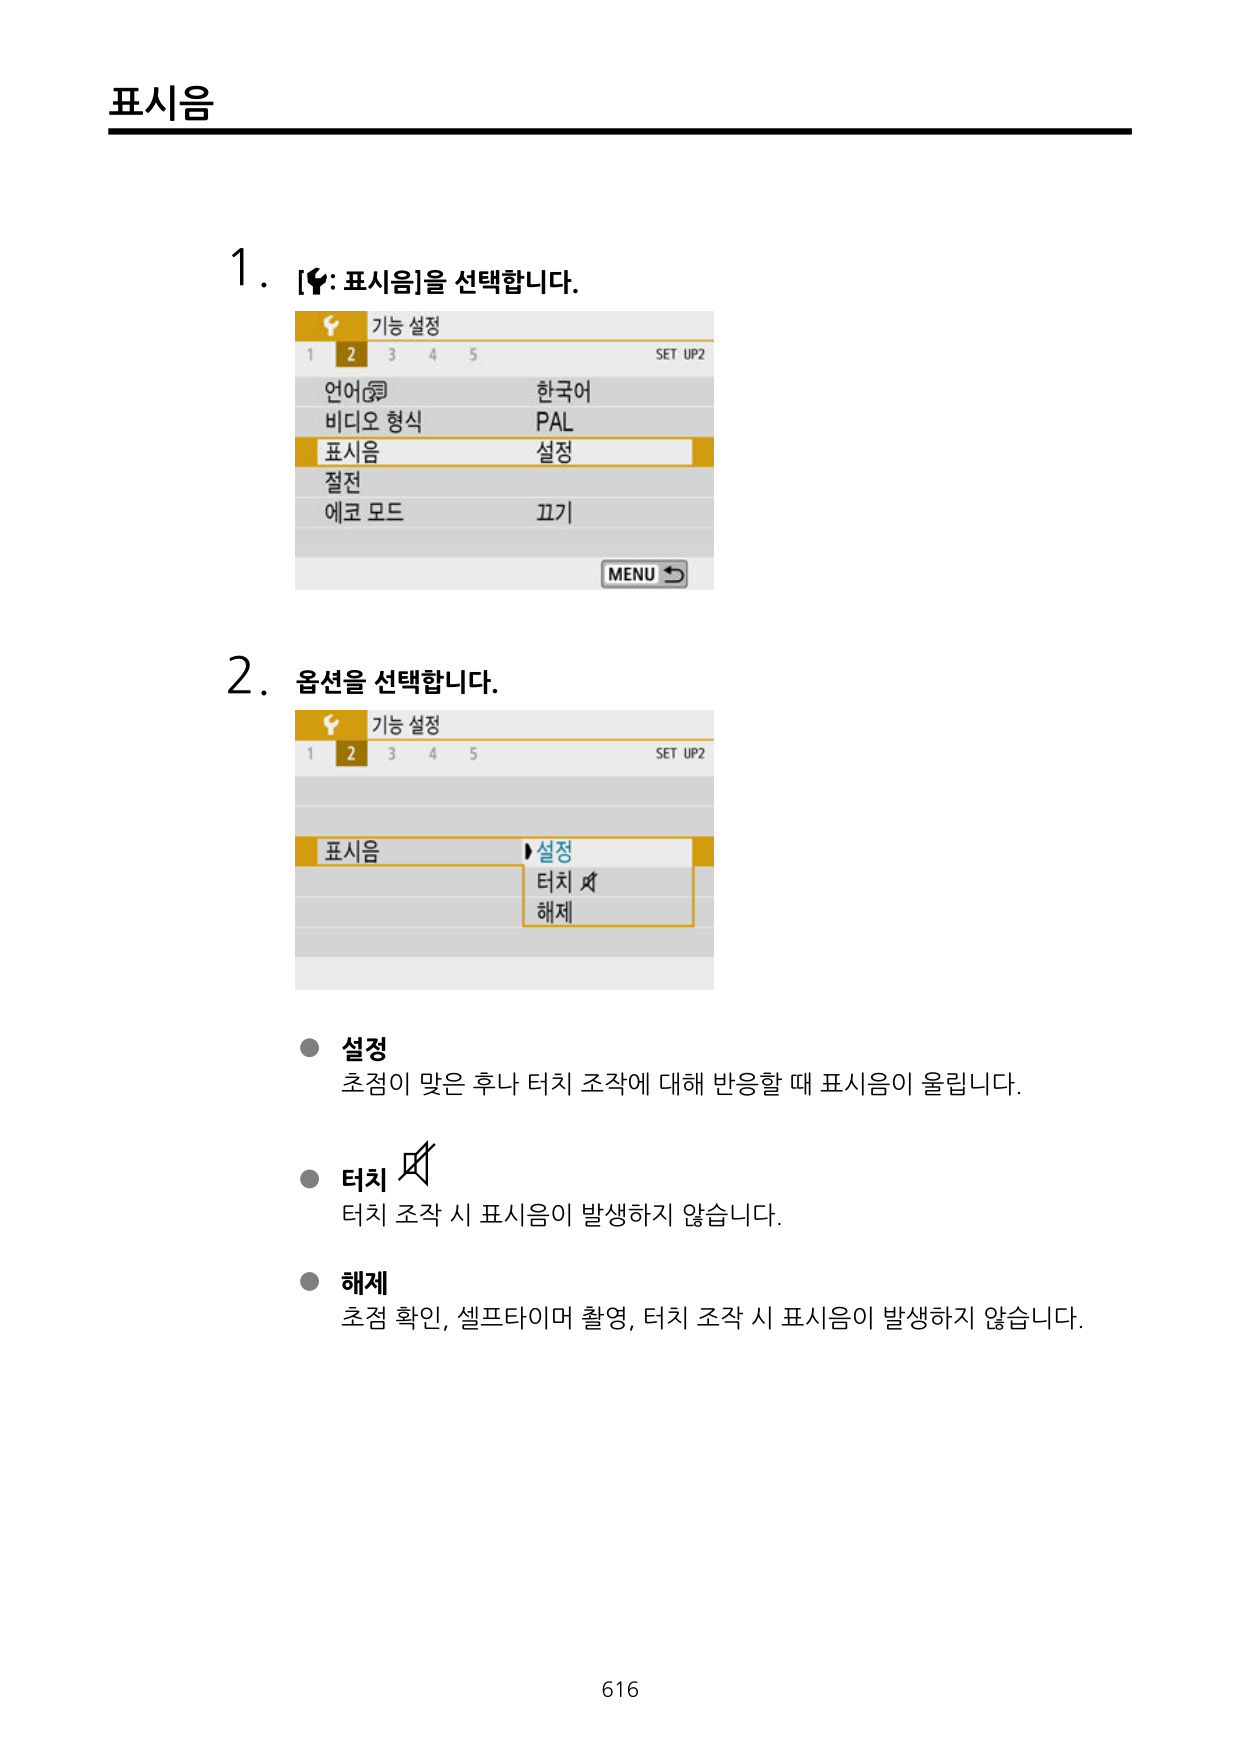 표시음
1. [: 표시음]을 선택합니다.
기능 설정
1 2 3 4 5 SET UP2
언어 한국어
비디오 형식 PAL
표시음 설정
절전
에코 모드 끄기
MENU
2. 옵션을 선택합니다.
기능 설정
1 2 3 4 5 SET UP2
표시음 설정
터치
해제
● 설정
초점이 맞은 후나 터치 조작에 대해 반응할 때 표시음이 울립니다.
● 터치
터치 조작 시 표시음이 발생하지 않습니다.
● 해제
초점 확인, 셀프타이머 촬영, 터치 조작 시 표시음이 발생하지 않습니다.
616